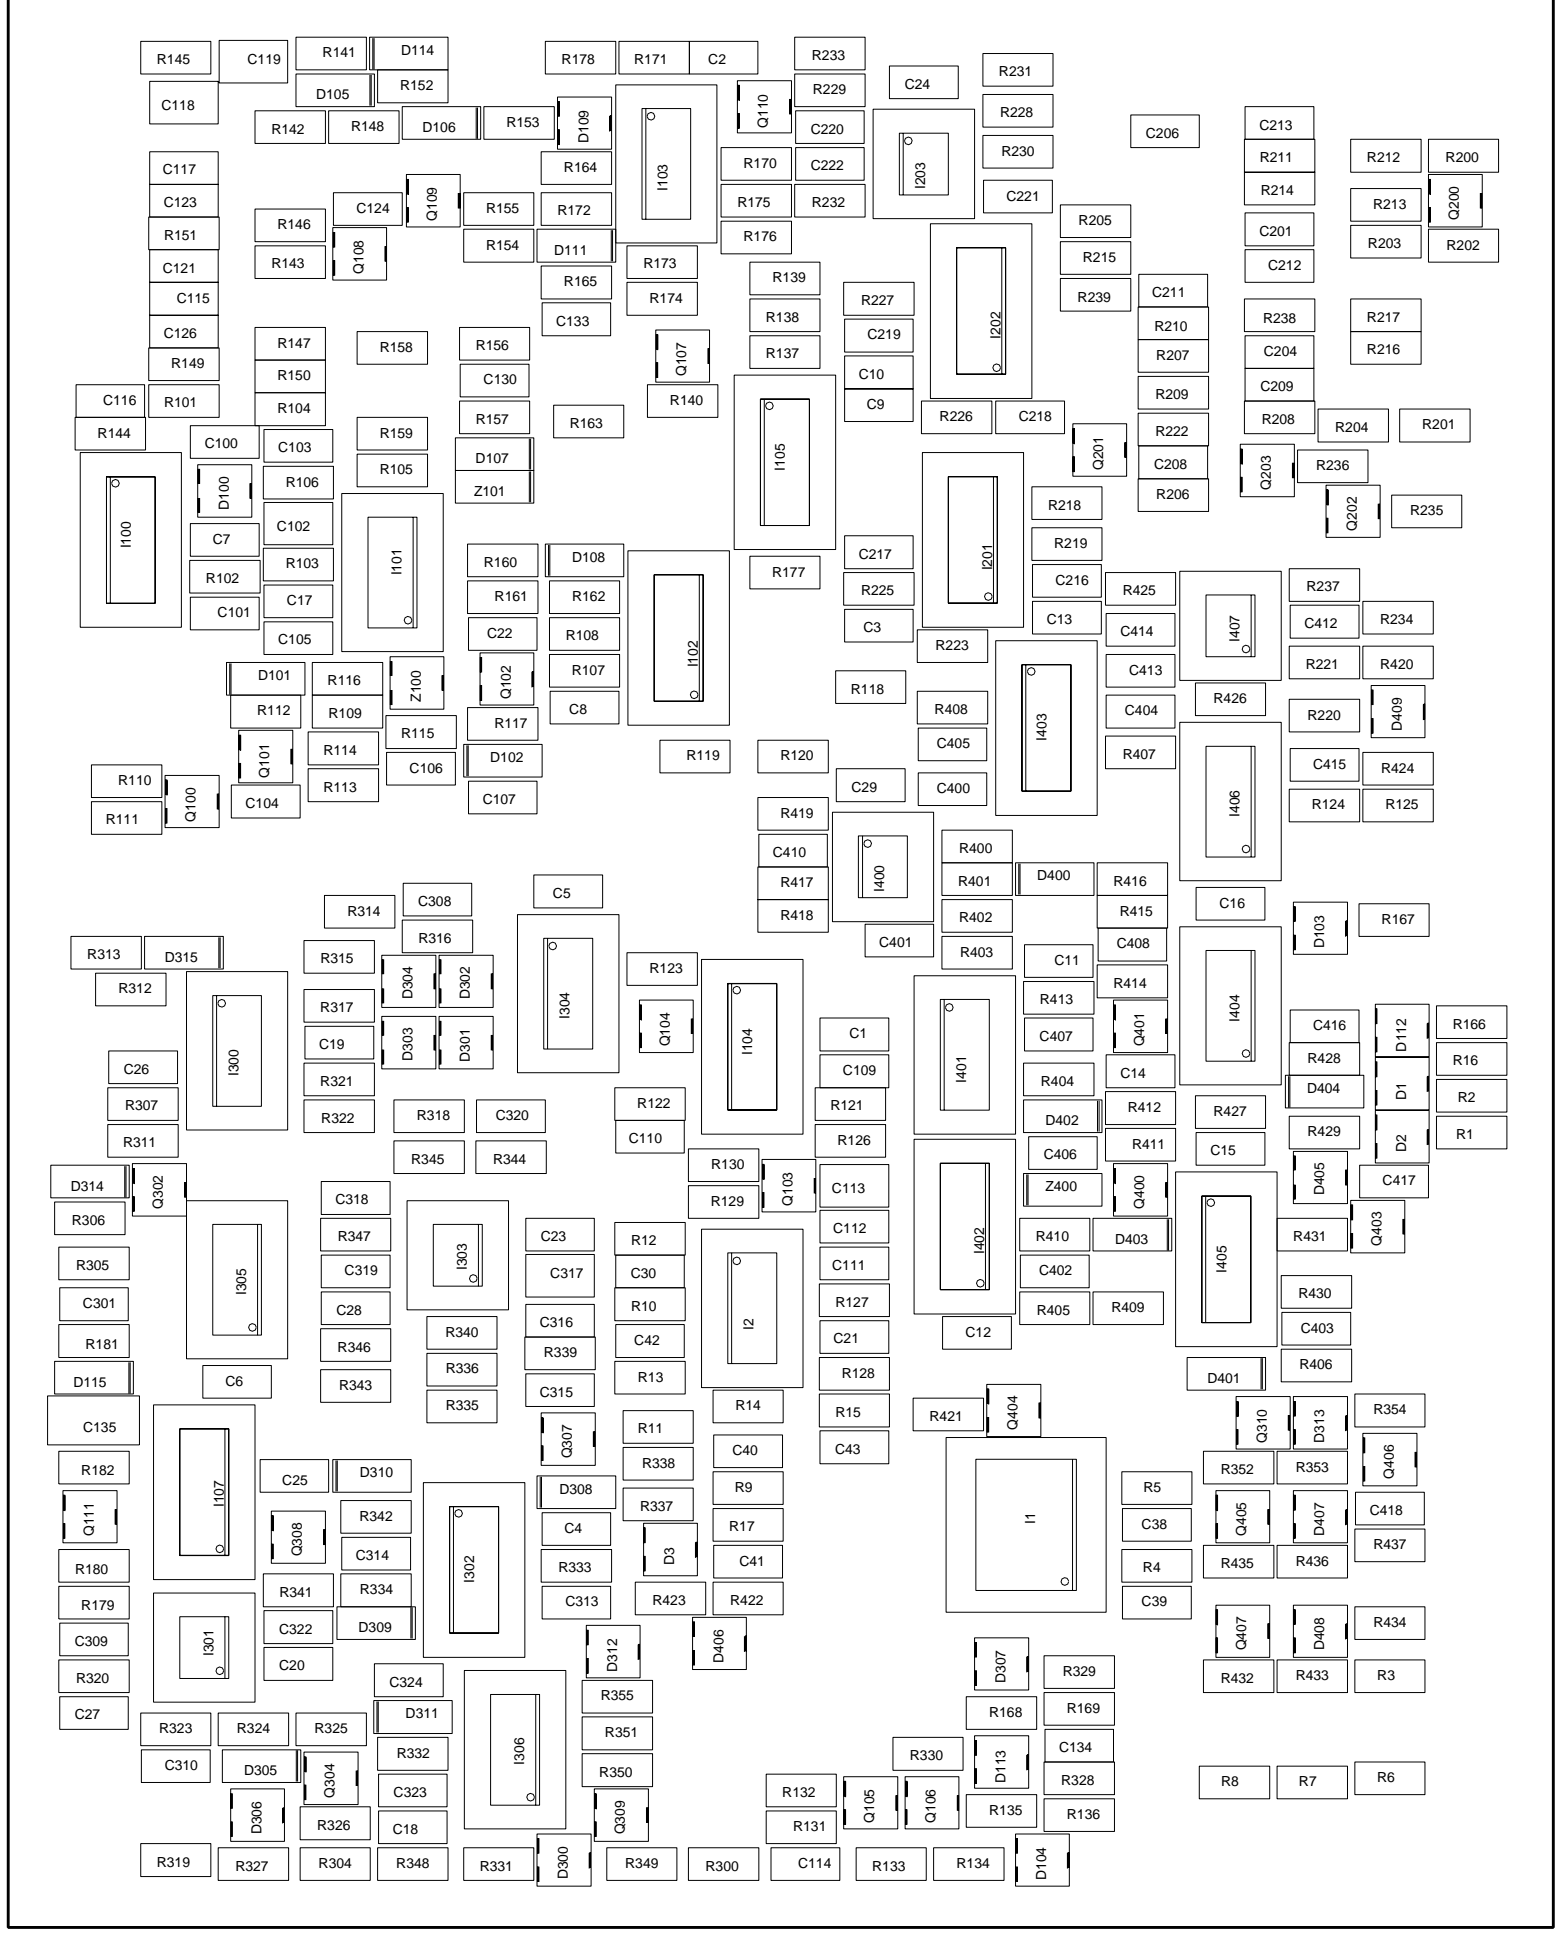 R145
C119
R141
D114
R178
R171
C2
R233
R231
C24
C118
D105
R152
R229
R228
Q110
R142
R148
D106
R153
D109
C220
C206
C213
I103
R230
I203
R211
R212
R200
C117
R164
R170
C222
R214
C123
C124
Q109
R155
R172
R175
R232
C221
R213
Q200
R151
R146
R205
C201
R143
Q108
R154
D111
R176
R203
R202
C121
R173
R215
C212
R165
R139
C115
R174
R227
R239
C211
C133
R138
I202
R210
R238
R217
C126
R147
R158
R156
C219
R149
Q107
R137
R207
C204
R216
R150
C130
C10
C116
R101
R104
R140
C9
R209
C209
R144
C100
C103
R159
R157
R163
R226
C218
R222
R208
R204
R201
R105
D107
I105
Q201
C208
Q203
R236
D100
R106
Z101
R206
I100
C102
R218
Q202
R235
C7
I101
R219
R103
R160
D108
C217
I201
R102
R177
C216
R425
R237
C17
R161
R162
R225
C101
C13
C412
R234
C105
C22
R108
C3
C414
I407
R223
I102
D101
R116
Z100
Q102
R107
R118
C413
R221
R420
R112
R109
C8
R408
C404
R426
R220
D409
R115
R117
I403
Q101
R114
C405
R407
D102
R119
R120
C106
C415
R424
R110
R113
C29
C400
R111
Q100
C104
C107
R419
R124
R125
I406
C410
R400
I400
R417
R401
D400
R416
C5
R314
C308
R418
R402
R415
C16
D103
R167
R316
C401
R403
C408
R313
D315
R315
C11
R123
R312
D304
D302
R413
R414
R317
I304
Q104
I104
C1
C407
Q401
I404
C416
D112
R166
C19
D303
D301
I300
I401
R428
R16
C26
C109
C14
R321
R404
D404
D1
R307
R122
R121
R412
R2
R322
R318
C320
D402
R427
R311
C110
R126
R411
R429
D2
R1
R345
R344
C406
C15
R130
D314
Q302
C113
Z400
Q400
D405
C417
C318
R129
Q103
R306
R347
C23
R12
C112
R410
D403
R431
Q403
I303
I402
I405
R305
C319
C317
C30
C111
C402
I305
R430
C301
C28
R10
R127
R405
R409
C316
I2
R181
R346
R340
R339
C42
C21
C12
C403
D115
C6
R343
R336
C315
R13
R128
D401
R406
R335
R14
R15
R421
Q404
Q310
D313
R354
C135
R11
Q307
C40
C43
R182
C25
D310
R338
R352
R353
Q406
R5
D308
R9
I107
Q111
R342
R337
I1
Q405
D407
C418
Q308
C4
R17
C38
C314
D3
R437
I302
R180
R333
C41
R4
R435
R436
R341
R334
R179
C313
R423
R422
C39
C322
D309
C309
I301
D406
Q407
D408
R434
D312
R320
C20
C324
D307
R329
R432
R433
R3
R355
C27
D311
R168
R169
R323
R324
R325
R351
I306
R332
R330
C134
C310
D305
R350
D113
Q304
R8
R7
R6
C323
R132
R328
D306
Q309
Q105
Q106
R326
C18
R131
R135
R136
R319
R327
R304
R348
R331
D300
R349
R300
C114
R133
R134
D104